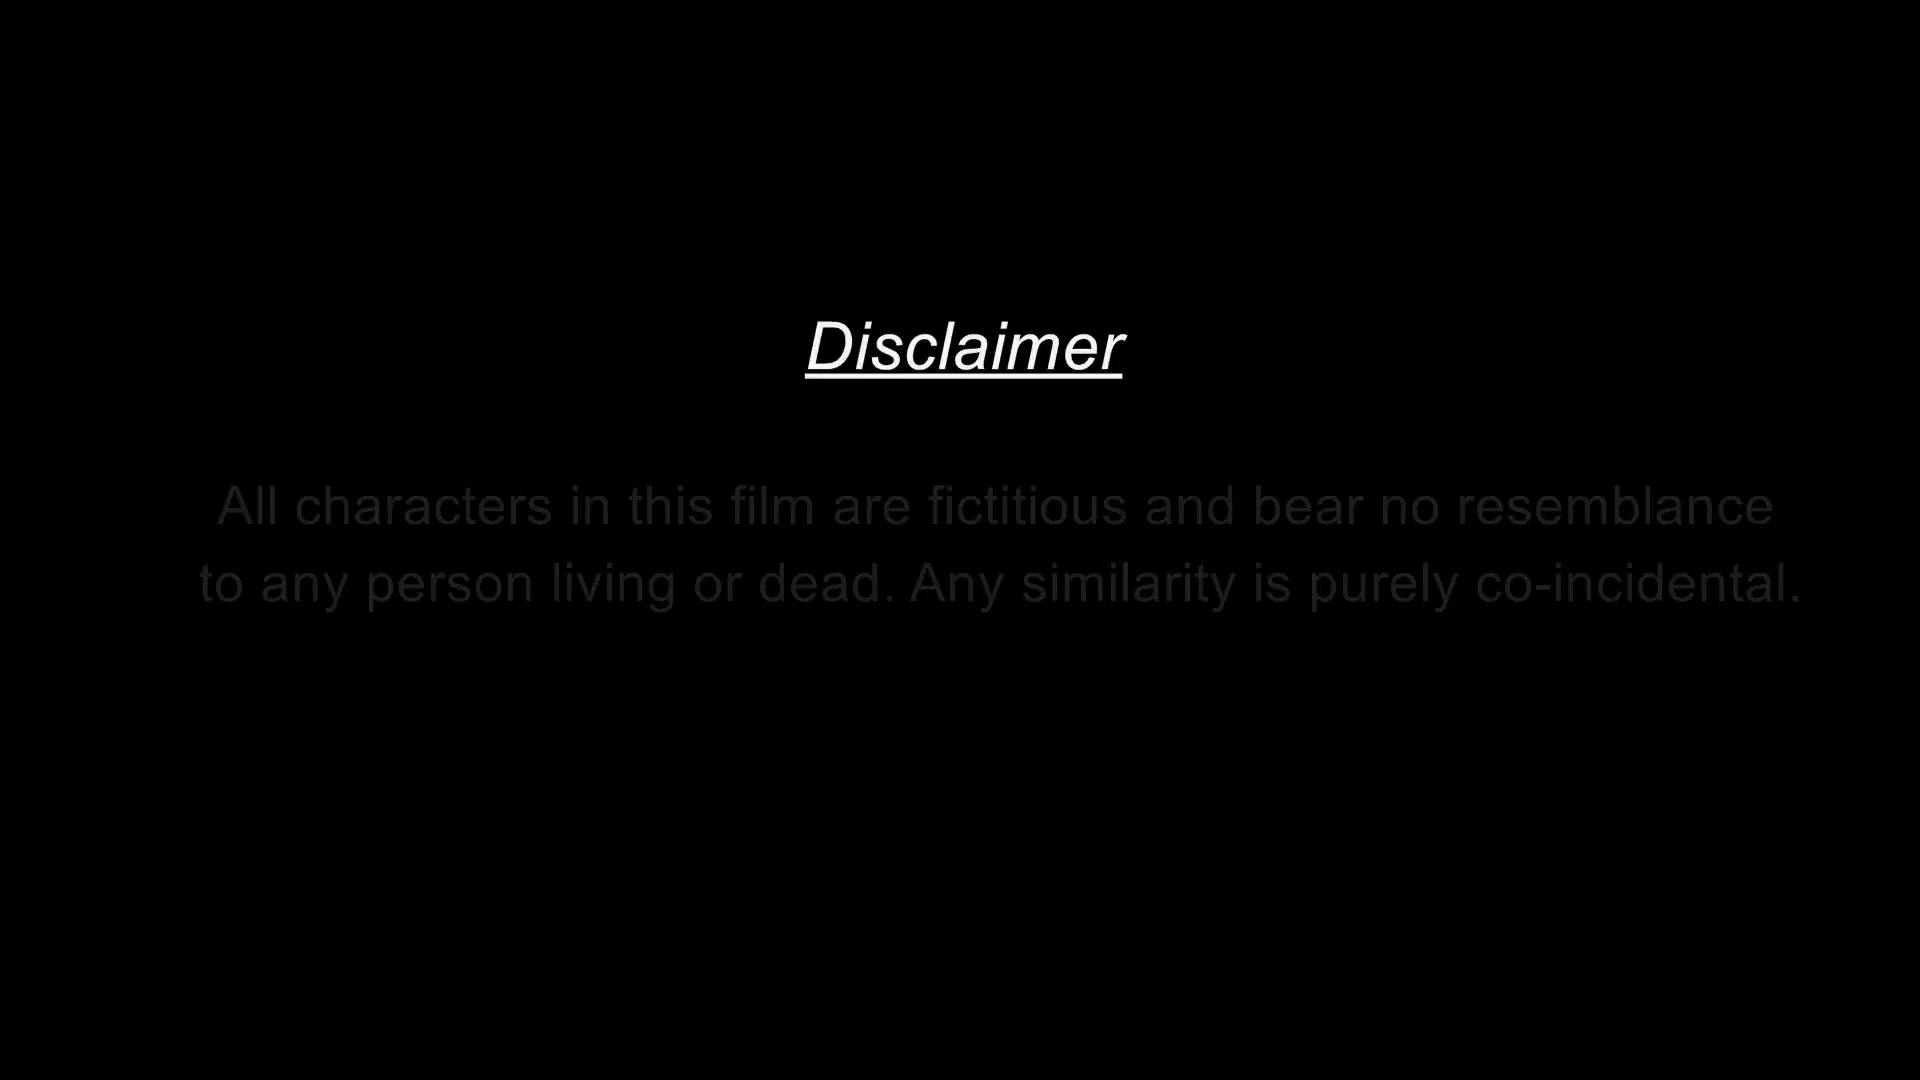 Disclaimer
All characters in this film are fictitious and bear no resemblance
to any person living or dead. Any similarity is purely co-incidental.